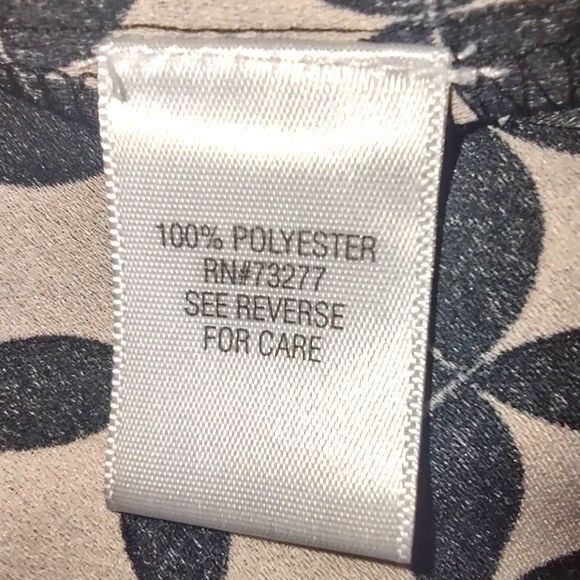 100% POLYESTER
RN#73277
SEE REVERSE
FOR CARE